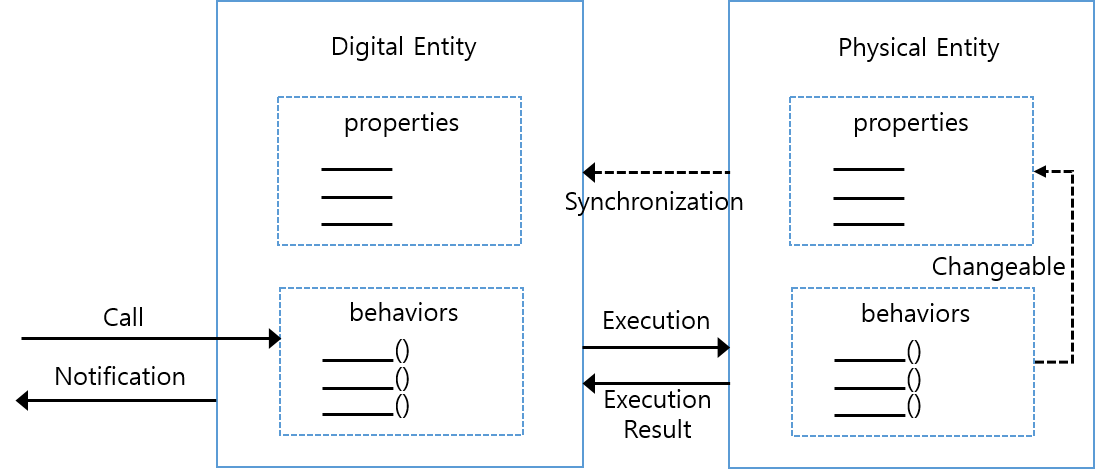 Digital Entity
properties
behaviors
()
()
()
Call
Notification
Synchronization
Execution
Execution
Result
Physical Entity
properties
Changeable
behaviors
()
()
()